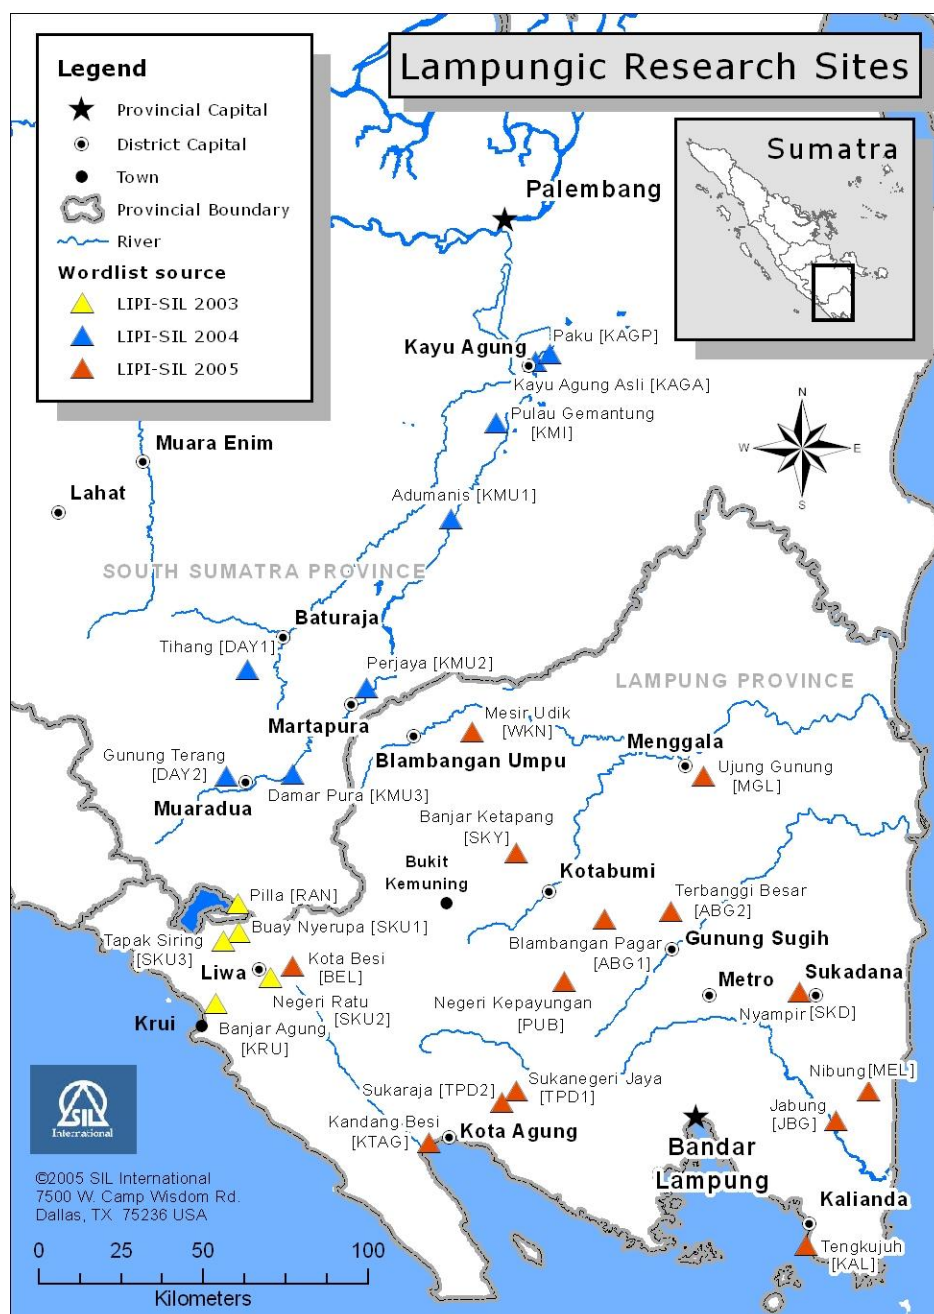 Legend
Provincial Capital
District Capital
Town
Provincial Boundary
River
Wordlist source
LIPI-SIL 2003
LIPI-SIL 2004
LIPI-SIL 2005
Lampungic Research Sites
Sumatra
Palembang
Paku [KAGP]
Kayu Agung
Kayu Agung Asli [KAGA]
Pulau Gemantung
[KMI]
N
W
E
S
Muara Enim
Lahat
Adumanis [KMU1]
SOUTH SUMATRA PROVINCE
Baturaja
Tihang [DAY1]
Perjaya [KMU2]
LAMPUNG PROVINCE
Martapura
Mesir Udik
[WKN]
Blambangan Umpu
Menggala
Ujung Gunung
[MGL]
Gunung Terang
[DAY2]
Muaradua
Damar Pura [KMU3]
Banjar Ketapang
[SKY]
Bukit
Kemuning
Kotabumi
Pilla [RAN]
Terbanggi Besar
[ABG2]
Buay Nyerupa [SKU1]
Tapak Siring
[SKU3]
Blambangan Pagar
[ABG1]
Gunung Sugih
Kota Besi
[BEL]
Liwa
Negeri Ratu
[SKU2]
Negeri Kepayungan
[PUB]
Metro
Sukadana
Nyampir [SKD]
Krui
Banjar Agung
[KRU]
Nibung [MEL]
Sukaraja [TPD2]
Sukanegeri Jaya
[TPD1]
Jabung
[JBG]
Kandang Besi
[KTAG]
Kota Agung
Bandar
Lampung
Kalianda
Tengkujuh
[KAL]
SIL
International
©2005 SIL International
7500 W. Camp Wisdom Rd.
Dallas, TX 75236 USA
0 25 50 100
Kilometers